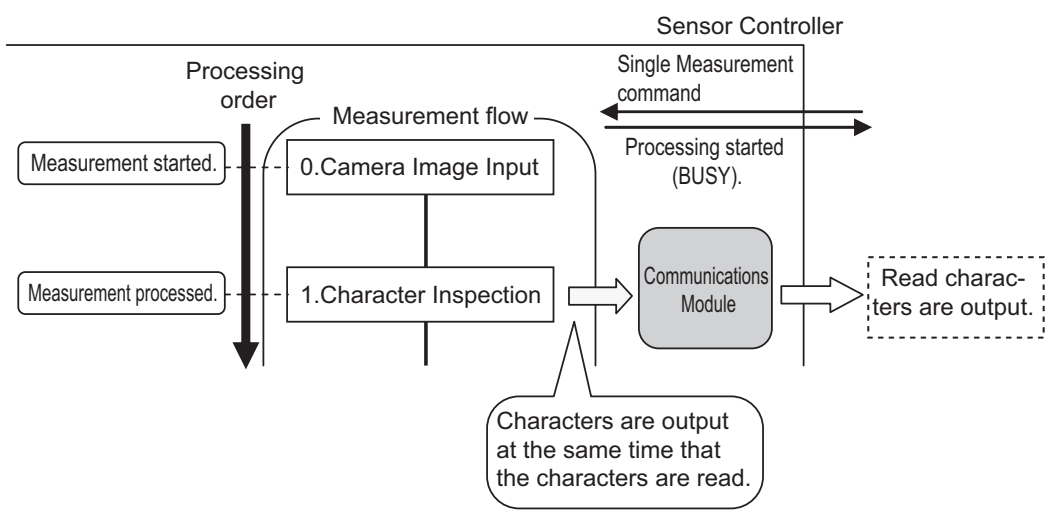 Sensor Controller
Processing
order
Single Measurement
command
Measurement flow
Processing started
(BUSY).
Measurement started.
0.Camera Image Input
Measurement processed.
1.Character Inspection
Communications
Module
Read charac-
ters are output.
Characters are output
at the same time that
the characters are read.